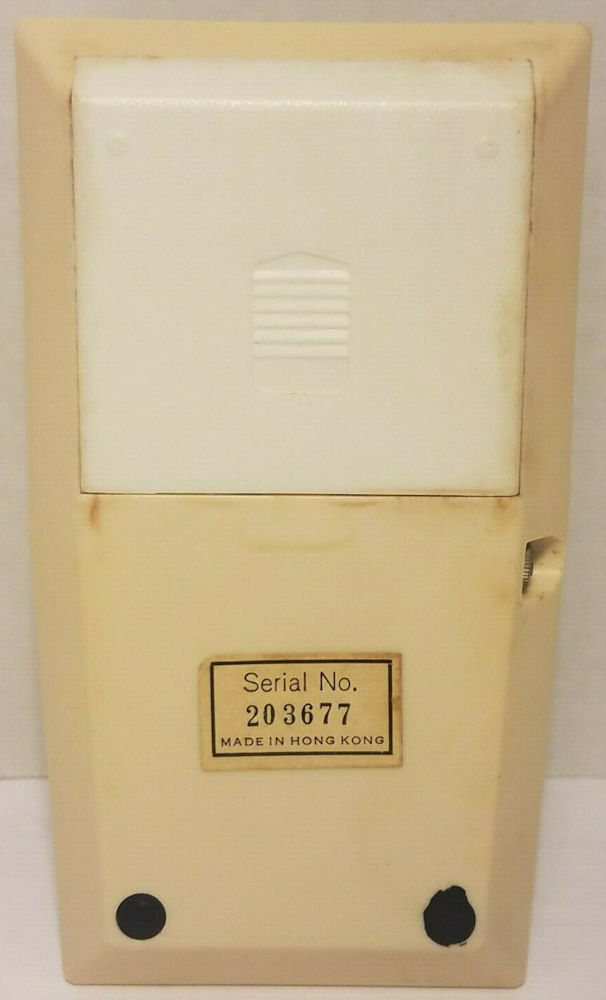 Serial No.
203677
MADE IN HONG KONG